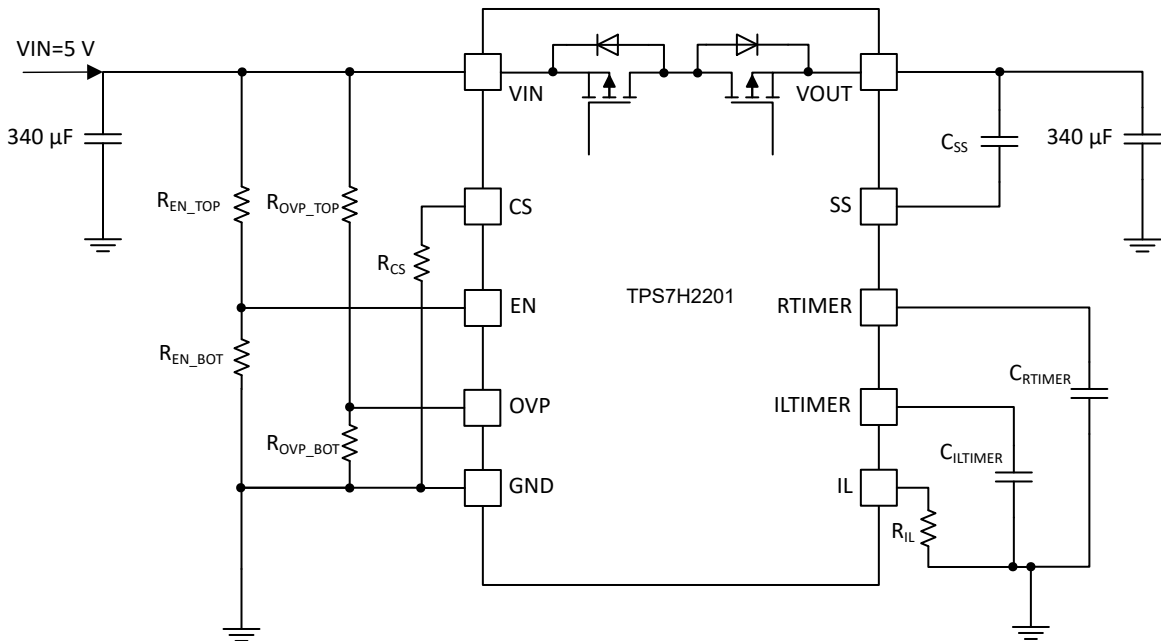 VIN=5 V
VIN
VOUT
340 µF
C_SS
340 µF
R_EN_TOP
R_OVP_TOP
CS
SS
R_CS
TPS7H2201
EN
RTIMER
R_EN_BOT
C_RTIMER
OVP
ILTIMER
R_OVP_BOT
C_ILTIMER
GND
IL
R_IL